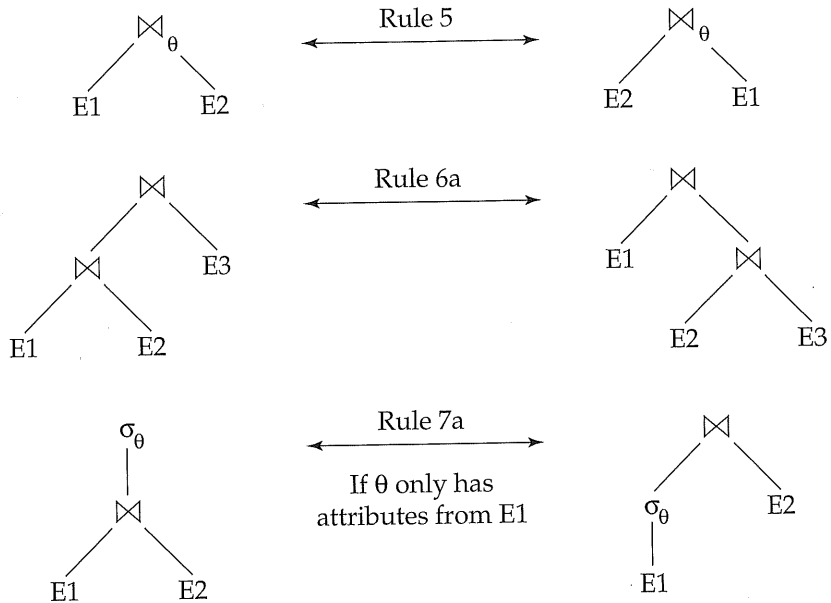 ⋈θ
Rule 5
⋈θ
E1 E2
E2 E1
⋈
Rule 6a
⋈
⋈ E3
E1 ⋈
E1 E2
E2 E3
σθ
Rule 7a
⋈
If θ only has
attributes from E1
⋈
σθ E2
E1 E2
E1